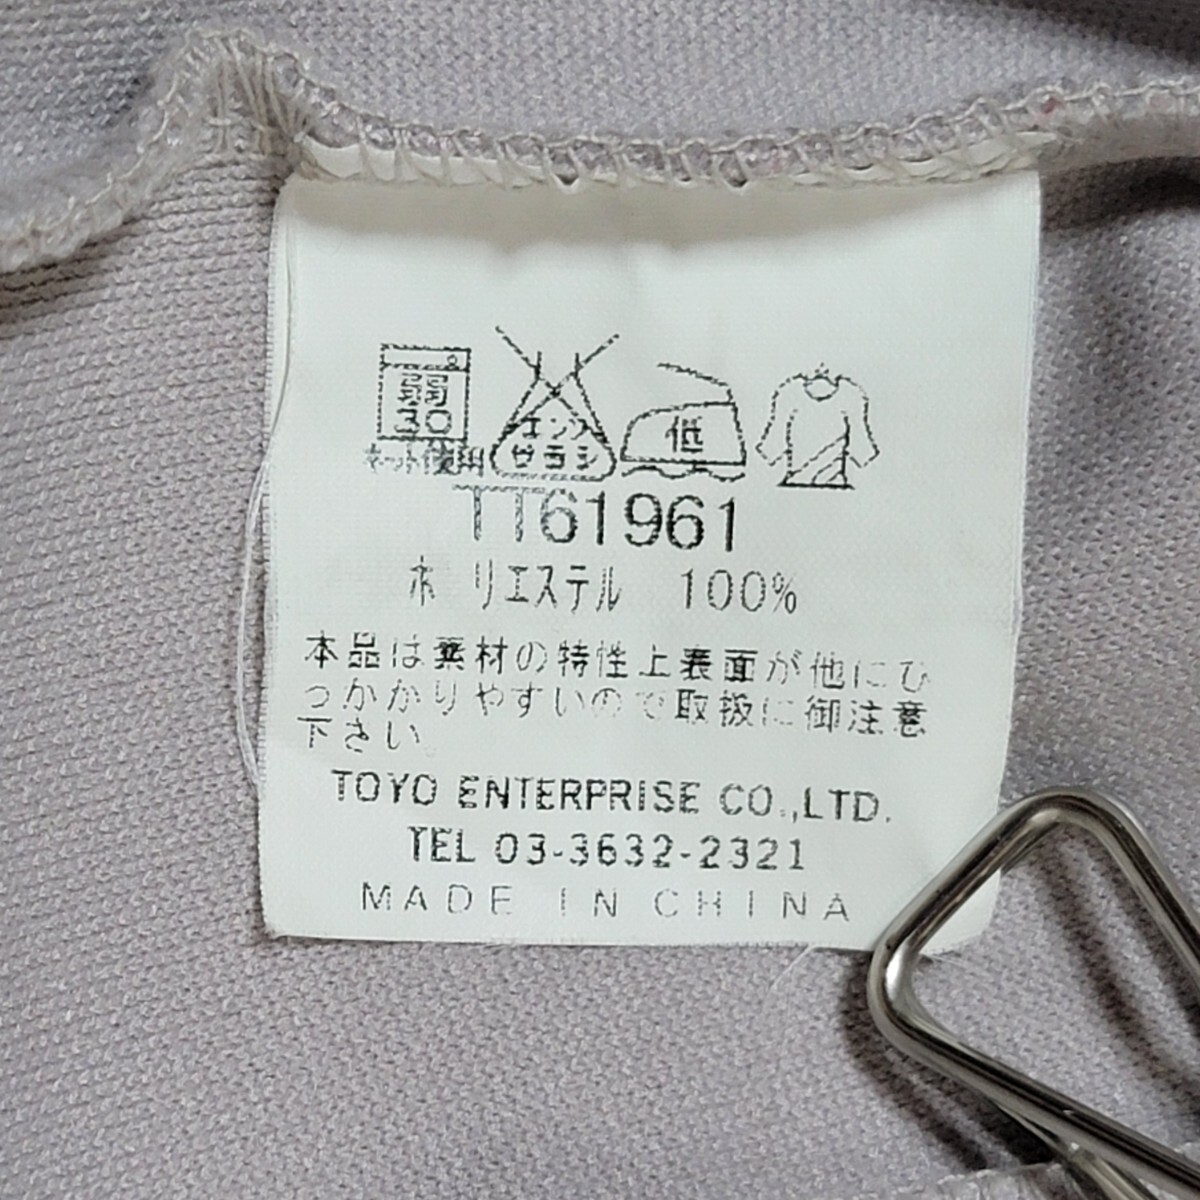 弱
30
ネット使用
エンソ
サラシ
低
TT61961
ポリエステル 100%
本品は素材の特性上表面が他にひ
っかかりやすいので取扱に御注意
下さい。
TOYO ENTERPRISE CO.,LTD.
TEL 03-3632-2321
MADE IN CHINA